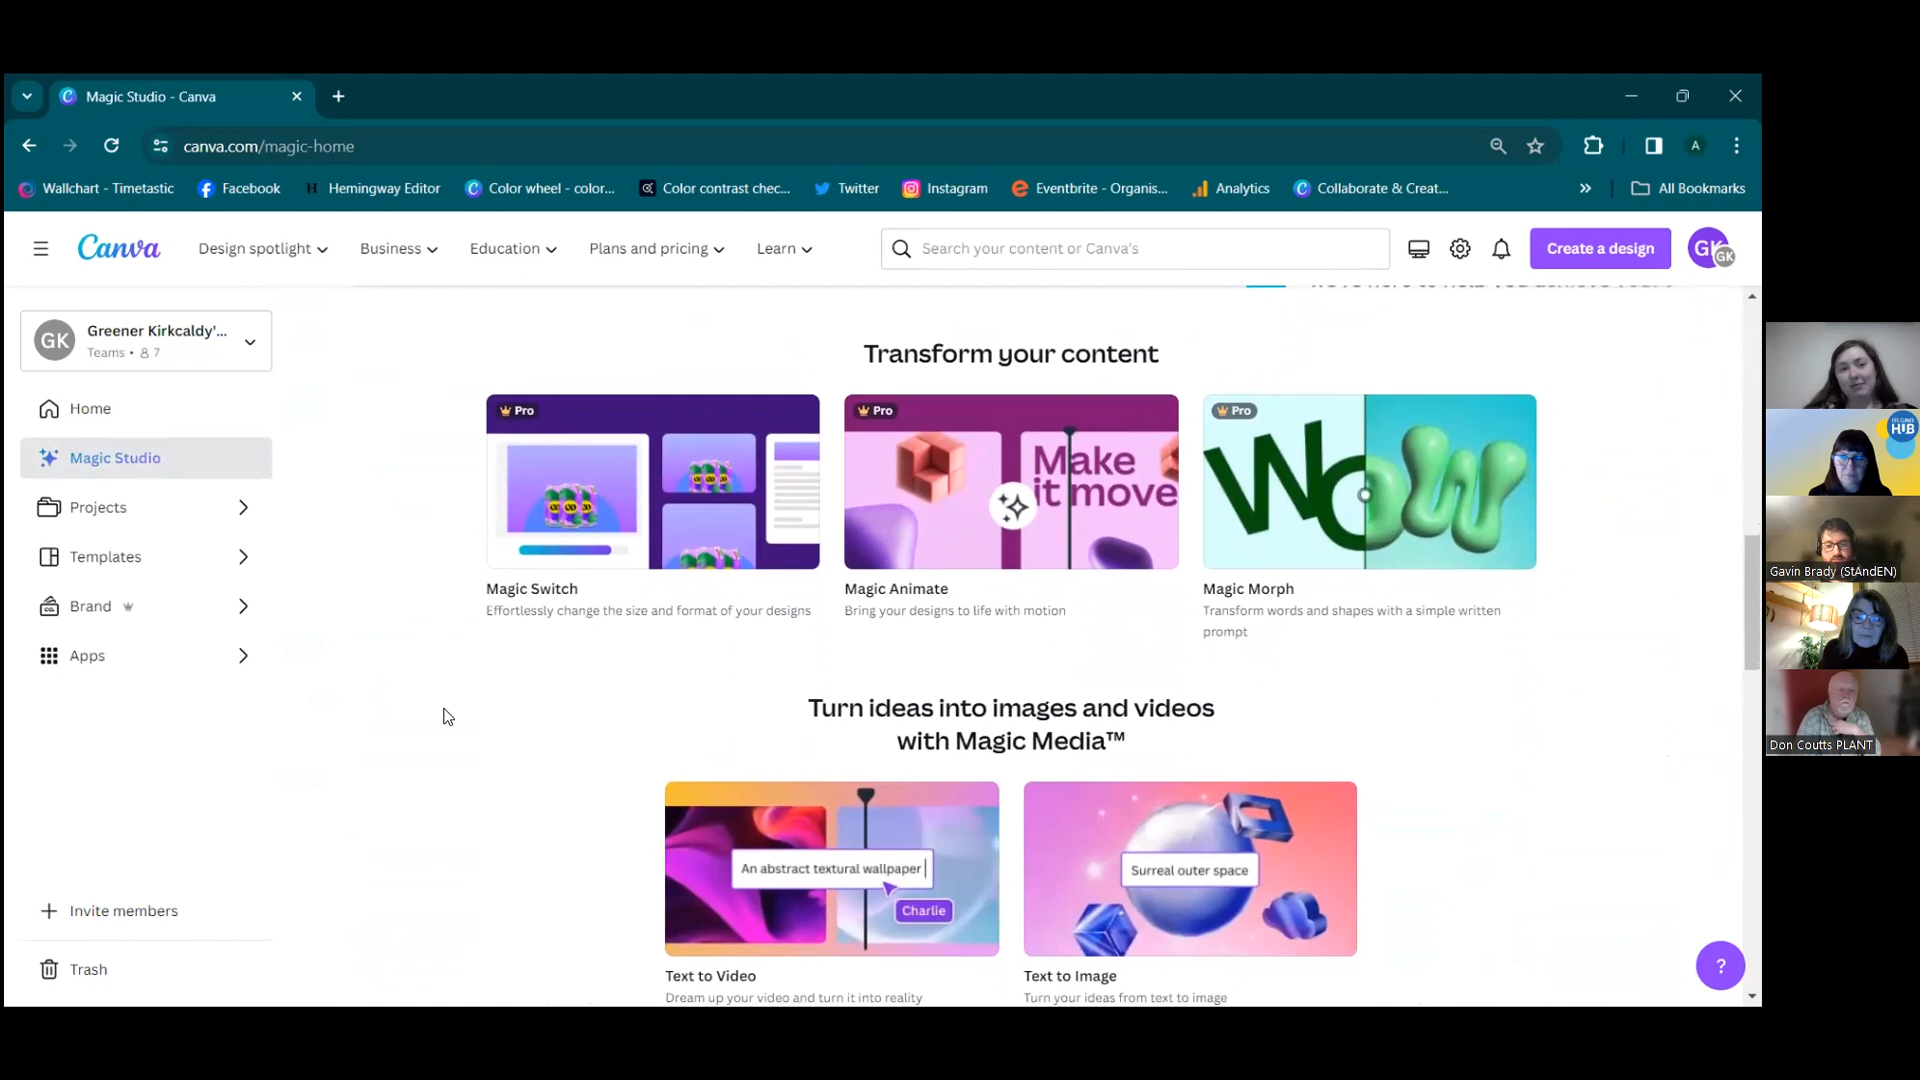 Magic Studio - Canva
canva.com/magic-home
A
Wallchart - Timetastic
Facebook
H Hemingway Editor
Color wheel - color...
Color contrast chec...
Twitter
Instagram
Eventbrite - Organis...
Analytics
Collaborate & Creat...
All Bookmarks
Canva
Design spotlight
Business
Education
Plans and pricing
Learn
Search your content or Canva's
Create a design
GK
GK
GK
Greener Kirkcaldy'...
Teams • 7
Home
Magic Studio
Projects
Templates
Brand
Apps
Invite members
Trash
Transform your content
Pro
Pro
Make it move
Pro
WOW
Magic Switch
Effortlessly change the size and format of your designs
Magic Animate
Bring your designs to life with motion
Magic Morph
Transform words and shapes with a simple written
prompt
Turn ideas into images and videos
with Magic Media™
An abstract textural wallpaper
Charlie
Surreal outer space
Text to Video
Dream up your video and turn it into reality
Text to Image
Turn your ideas from text to image
?
HUB
Gavin Brady (StAndEN)
Don Coutts PLANT